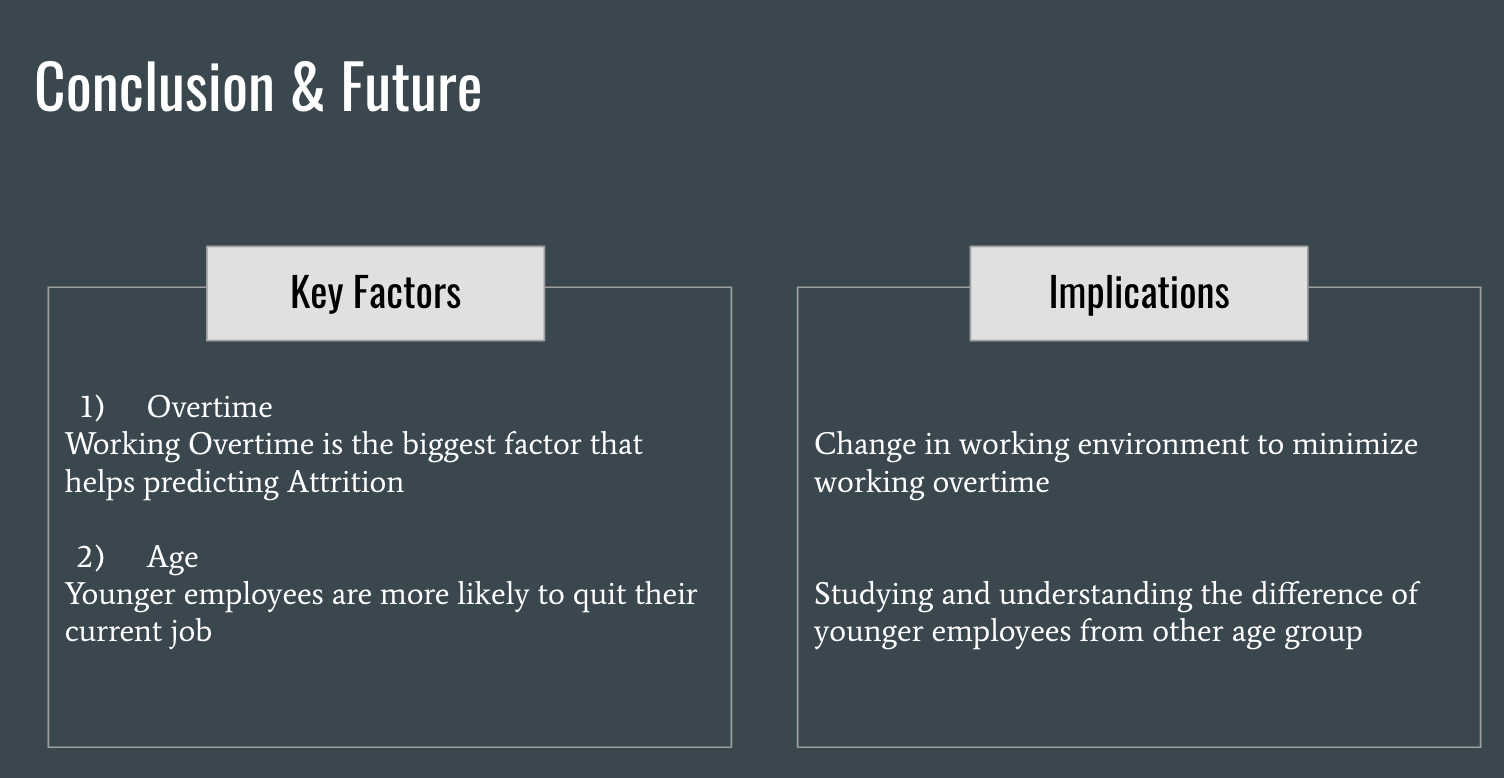 Conclusion & Future
Key Factors
1) Overtime
Working Overtime is the biggest factor that
helps predicting Attrition
2) Age
Younger employees are more likely to quit their
current job
Implications
Change in working environment to minimize
working overtime
Studying and understanding the difference of
younger employees from other age group